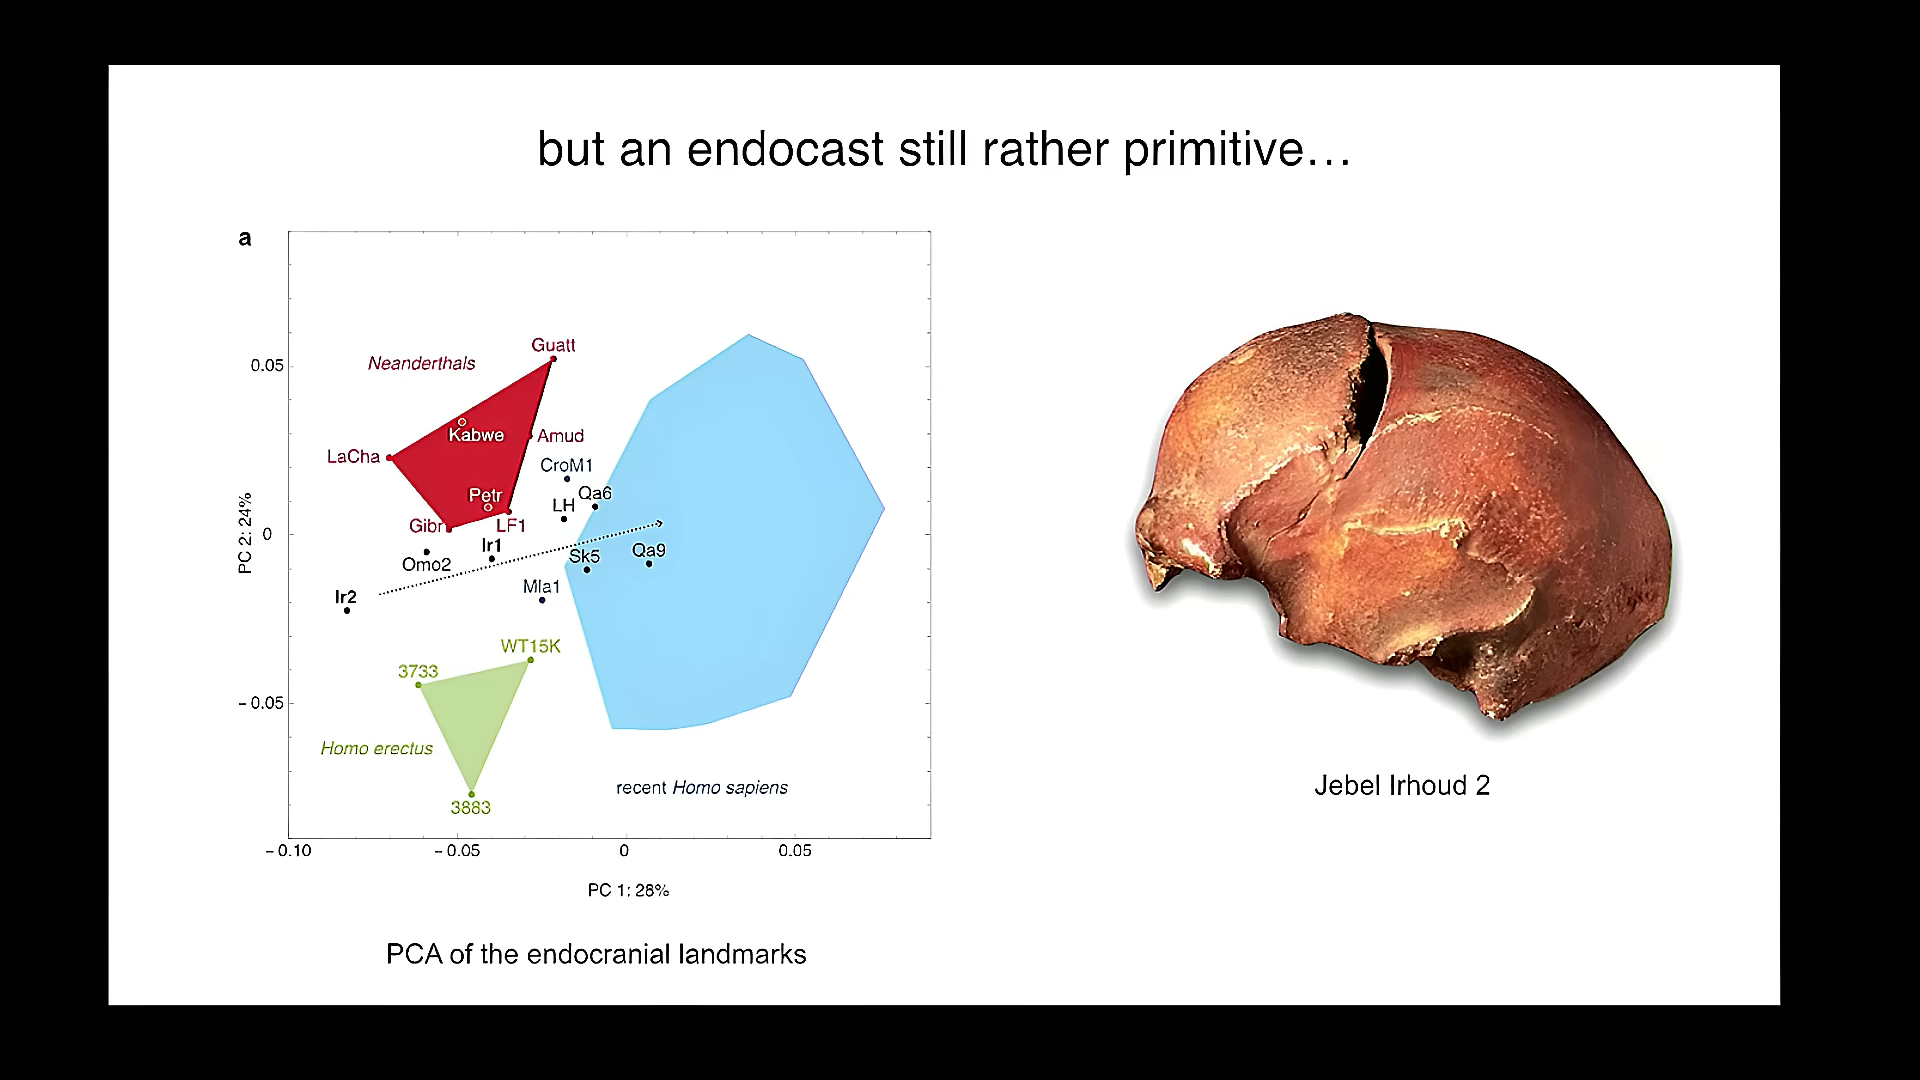 but an endocast still rather primitive…
a
Guatt
Neanderthals
0.05
Kabwe
Amud
LaCha
CroM1
Petr
Qa6
LH
Gibr
LF1
0
Ir1
Sk5
Qa9
Omo2
Mla1
Ir2
PC 2: 24%
WT15K
3733
– 0.05
Homo erectus
recent Homo sapiens
3883
– 0.10
– 0.05
0
0.05
PC 1: 28%
Jebel Irhoud 2
PCA of the endocranial landmarks